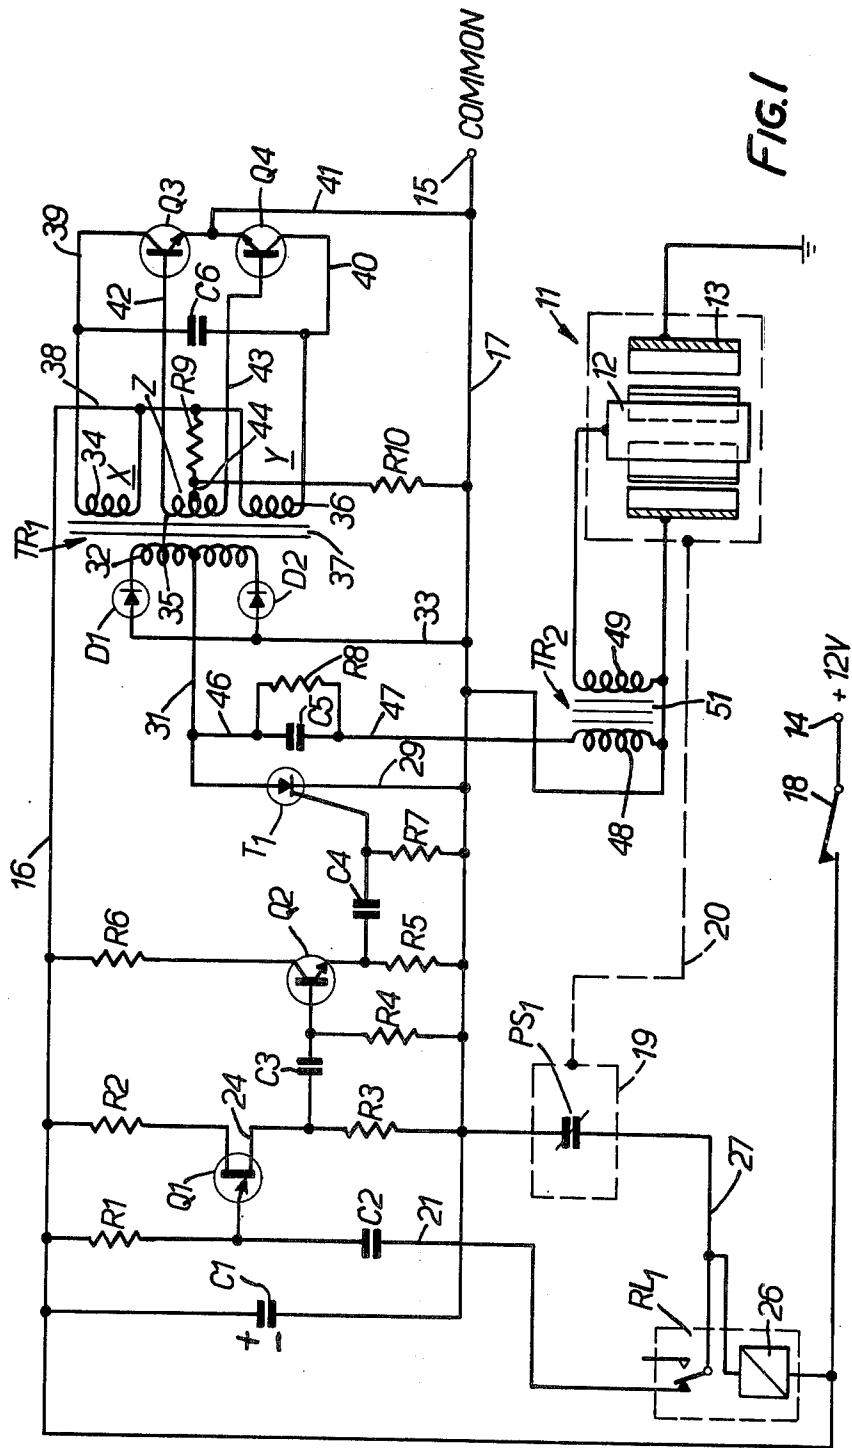 16
R1
R2
R6
C1
+
-
Q1
24
C2
21
R3
C3
R4
Q2
R5
C4
R7
T1
29
31
46
47
C5
R8
33
D1
D2
TR1
32
35
37
34
X
Z
Y
36
38
39
42
R9
44
43
C6
40
41
Q3
Q4
R10
17
15
COMMON
RL1
26
27
PS1
19
20
48
TR2
49
51
11
12
13
18
14
+ 12V
FIG.1